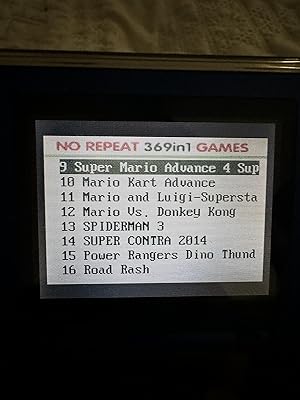 NO REPEAT 369in1 GAMES
9 Super Mario Advance 4 Sup
10 Mario Kart Advance
11 Mario and Luigi-Supersta
12 Mario Vs. Donkey Kong
13 SPIDERMAN 3
14 SUPER CONTRA 2014
15 Power Rangers Dino Thund
16 Road Rash